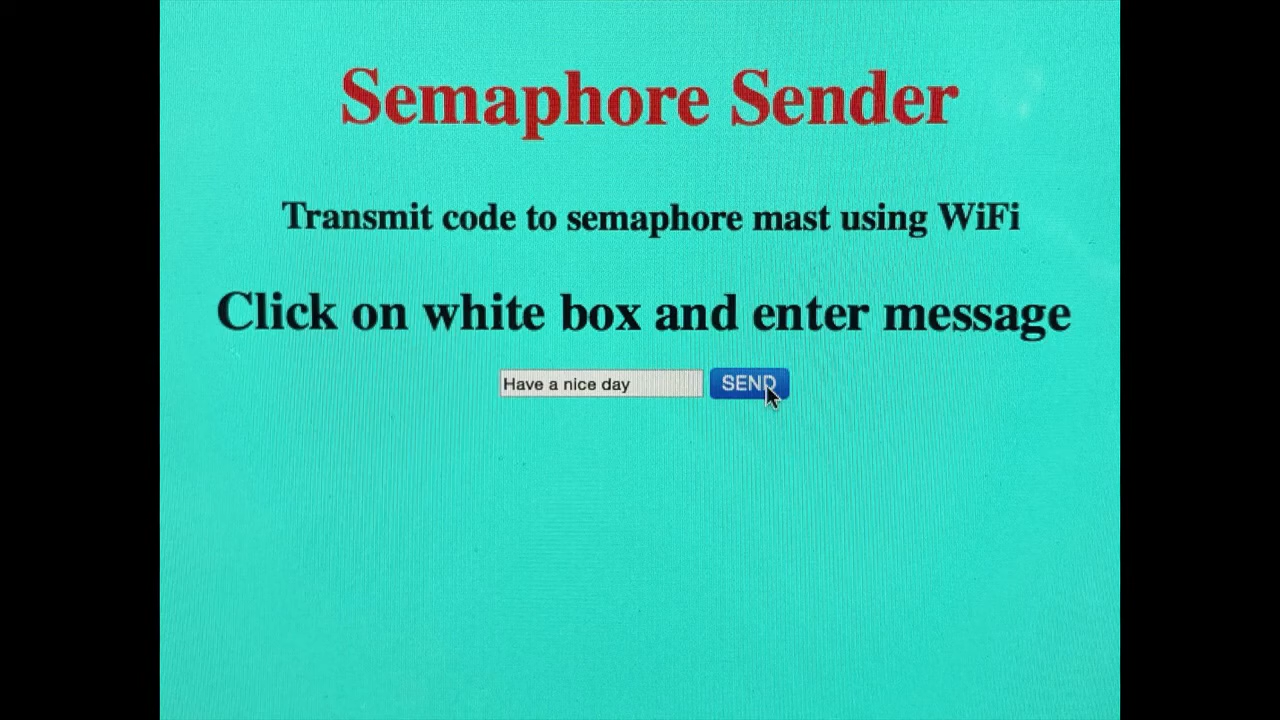 Semaphore Sender
Transmit code to semaphore mast using WiFi
Click on white box and enter message
Have a nice day SEND